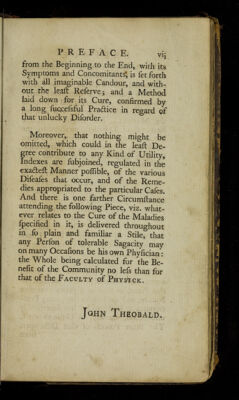 PREFACE. vij
from the Beginning to the End, with its
Symptoms and Concomitants, is ſet forth
with all imaginable Candour, and with-
out the leaſt Reſerve; and a Method
laid down for its Cure, confirmed by
a long ſucceſsful Practice in regard of
that unlucky Diſorder.
Moreover, that nothing might be
omitted, which could in the leaſt De-
gree contribute to any Kind of Utility,
Indexes are ſubjoined, regulated in the
exacteſt Manner poſſible, of the various
Diſeaſes that occur, and of the Reme-
dies appropriated to the particular Caſes.
And there is one farther Circumſtance
attending the following Piece, viz. what-
ever relates to the Cure of the Maladies
ſpecified in it, is delivered throughout
in ſo plain and familiar a Stile, that
any Perſon of tolerable Sagacity may
on many Occaſions be his own Phyſician:
the Whole being calculated for the Be-
nefit of the Community no leſs than for
that of the FACULTY of PHYSICK.
JOHN THEOBALD.